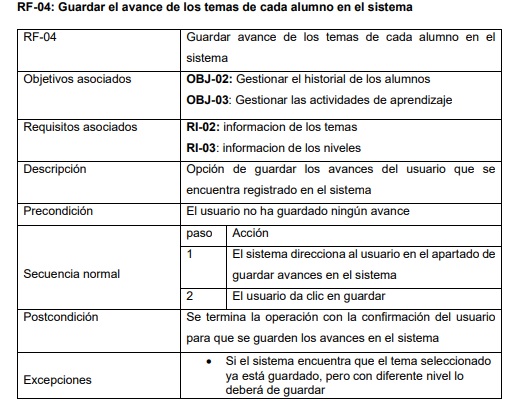 RF-04: Guardar el avance de los temas de cada alumno en el sistema
RF-04
Guardar avance de los temas de cada alumno en el
sistema
Objetivos asociados
OBJ-02: Gestionar el historial de los alumnos
OBJ-03: Gestionar las actividades de aprendizaje
Requisitos asociados
RI-02: informacion de los temas
RI-03: informacion de los niveles
Descripción
Opción de guardar los avances del usuario que se
encuentra registrado en el sistema
Precondición
El usuario no ha guardado ningún avance
Secuencia normal
paso Acción
1 El sistema direcciona al usuario en el apartado de
guardar avances en el sistema
2 El usuario da clic en guardar
Postcondición
Se termina la operación con la confirmación del usuario
para que se guarden los avances en el sistema
Excepciones
• Si el sistema encuentra que el tema seleccionado
ya está guardado, pero con diferente nivel lo
deberá de guardar